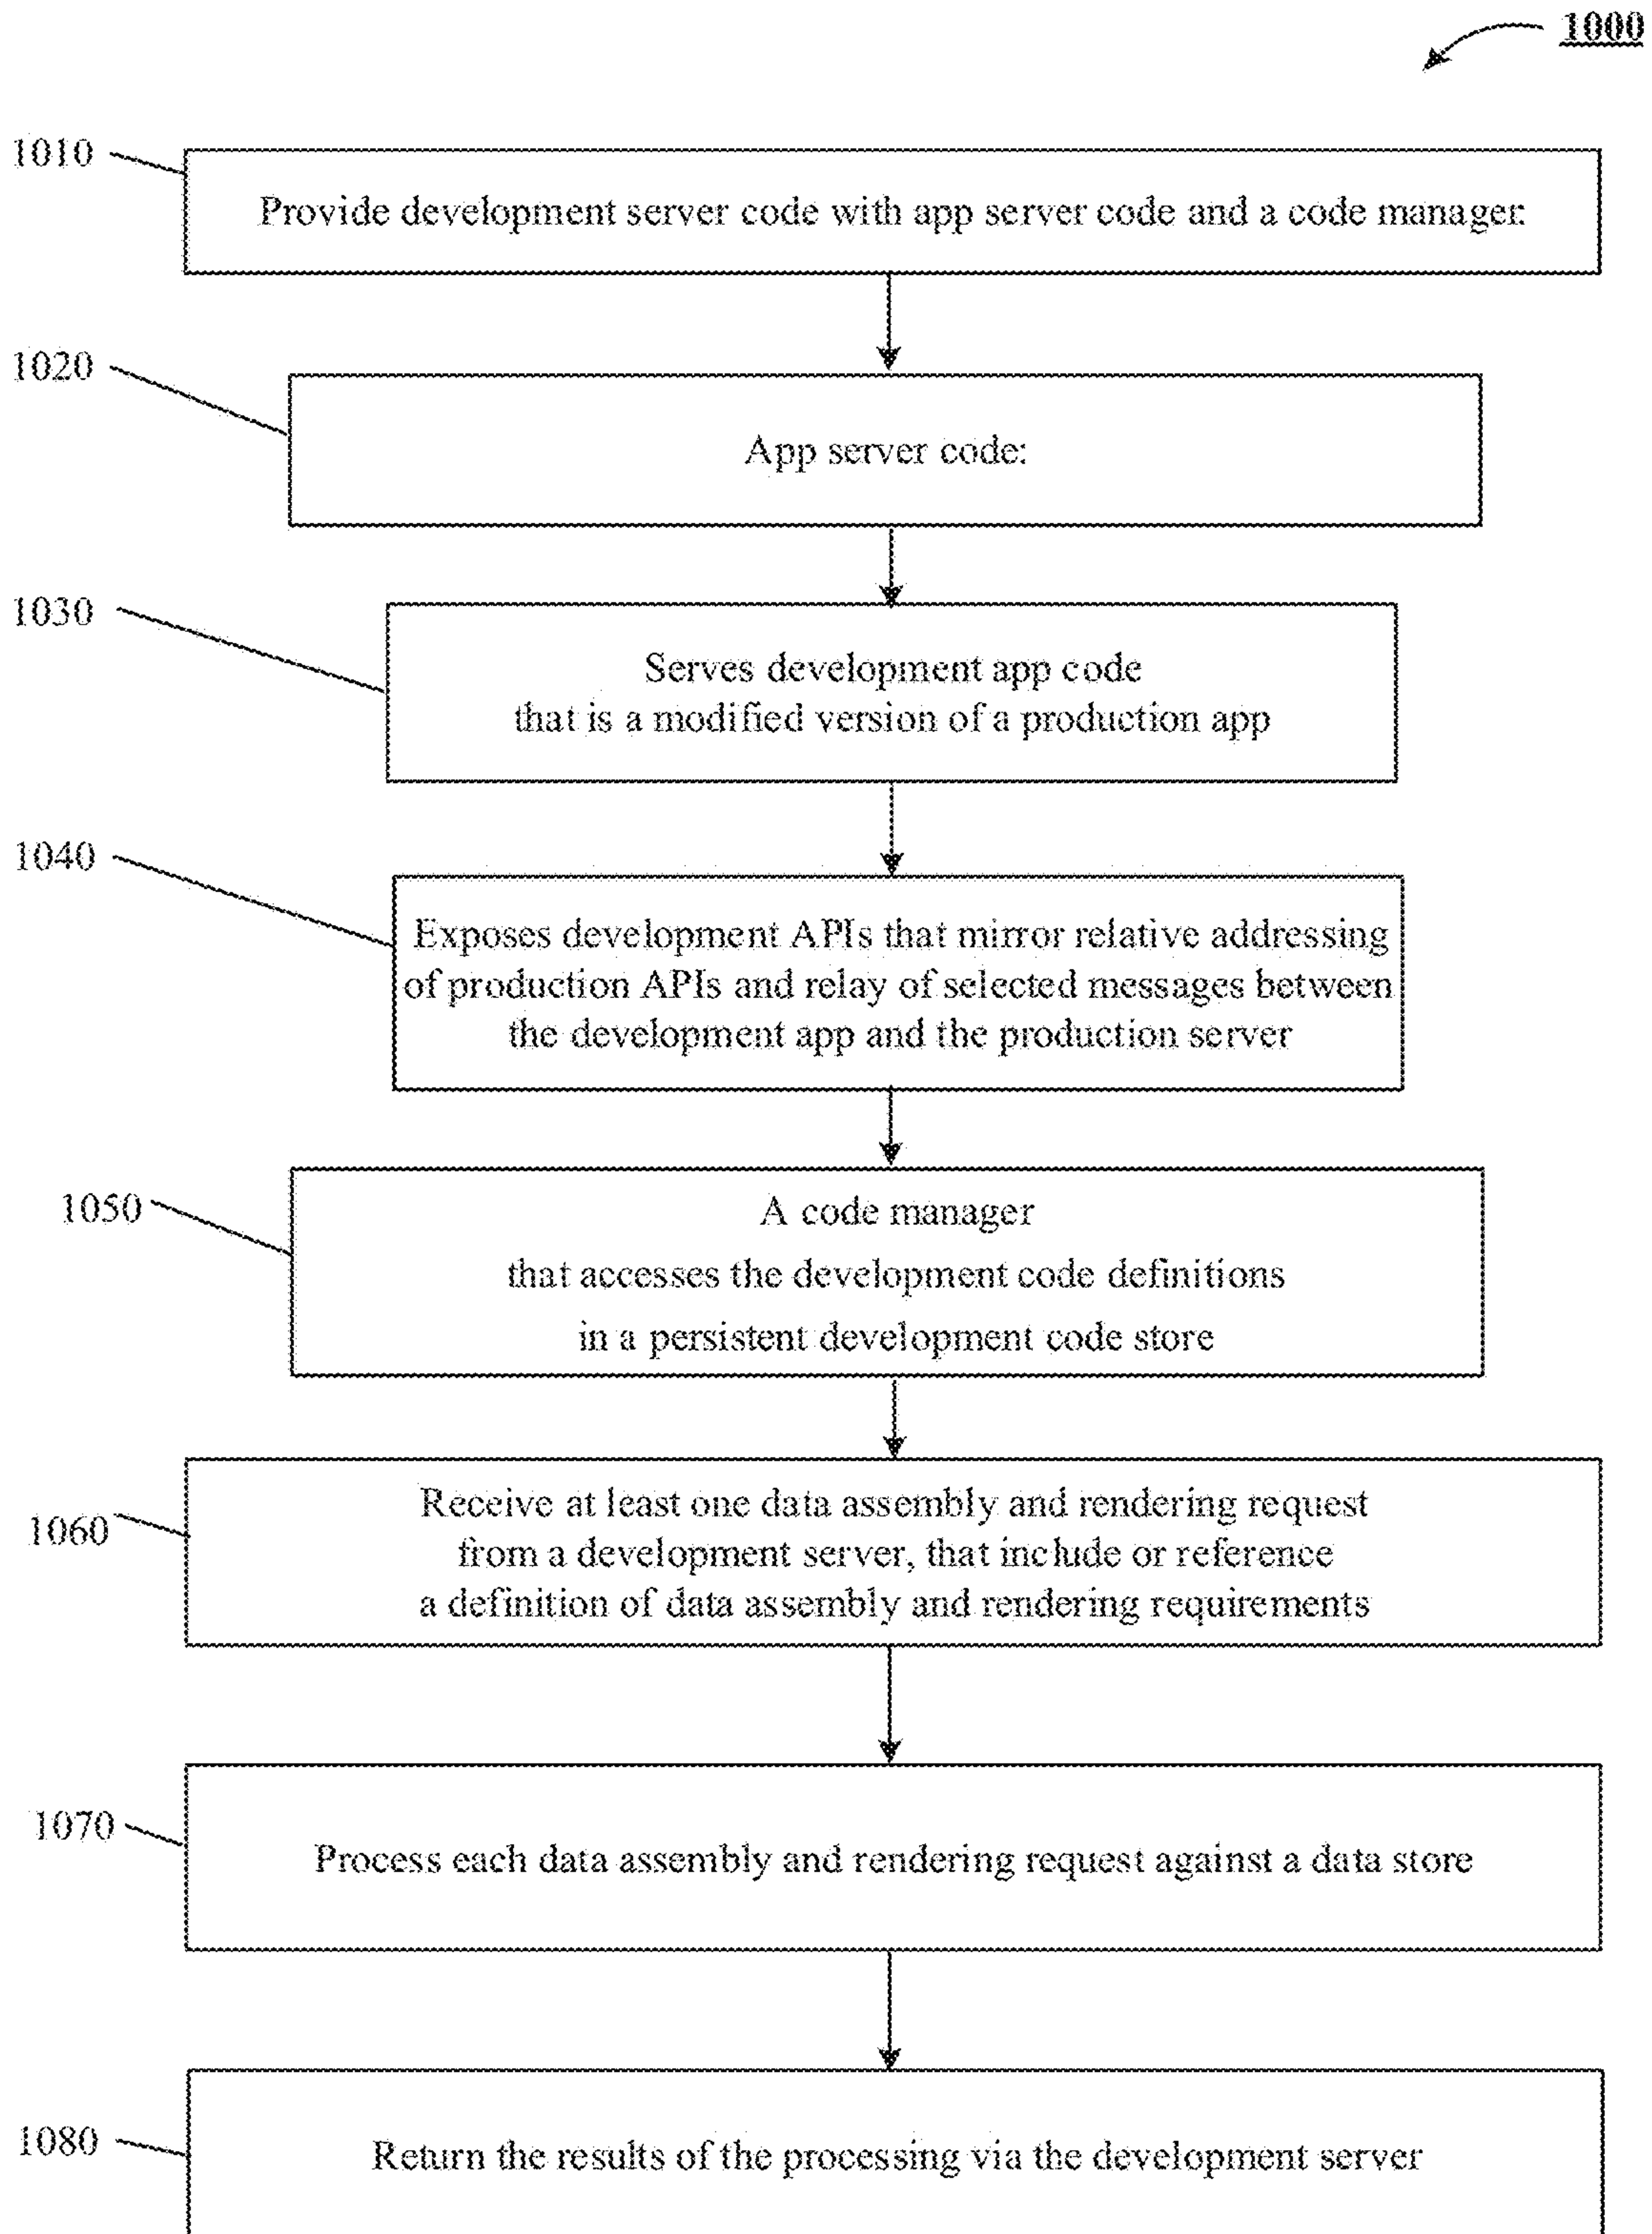 1000
1010
Provide development server code with app server code and a code manager:
1020
App server code:
1030
Serves development app code
that is a modified version of a production app
1040
Exposes development APIs that mirror relative addressing
of production APIs and relay of selected messages between
the development app and the production server
1050
A code manager
that accesses the development code definitions
in a persistent development code store
1060
Receive at least one data assembly and rendering request
from a development server, that include or reference
a definition of data assembly and rendering requirements
1070
Process each data assembly and rendering request against a data store
1080
Return the results of the processing via the development server